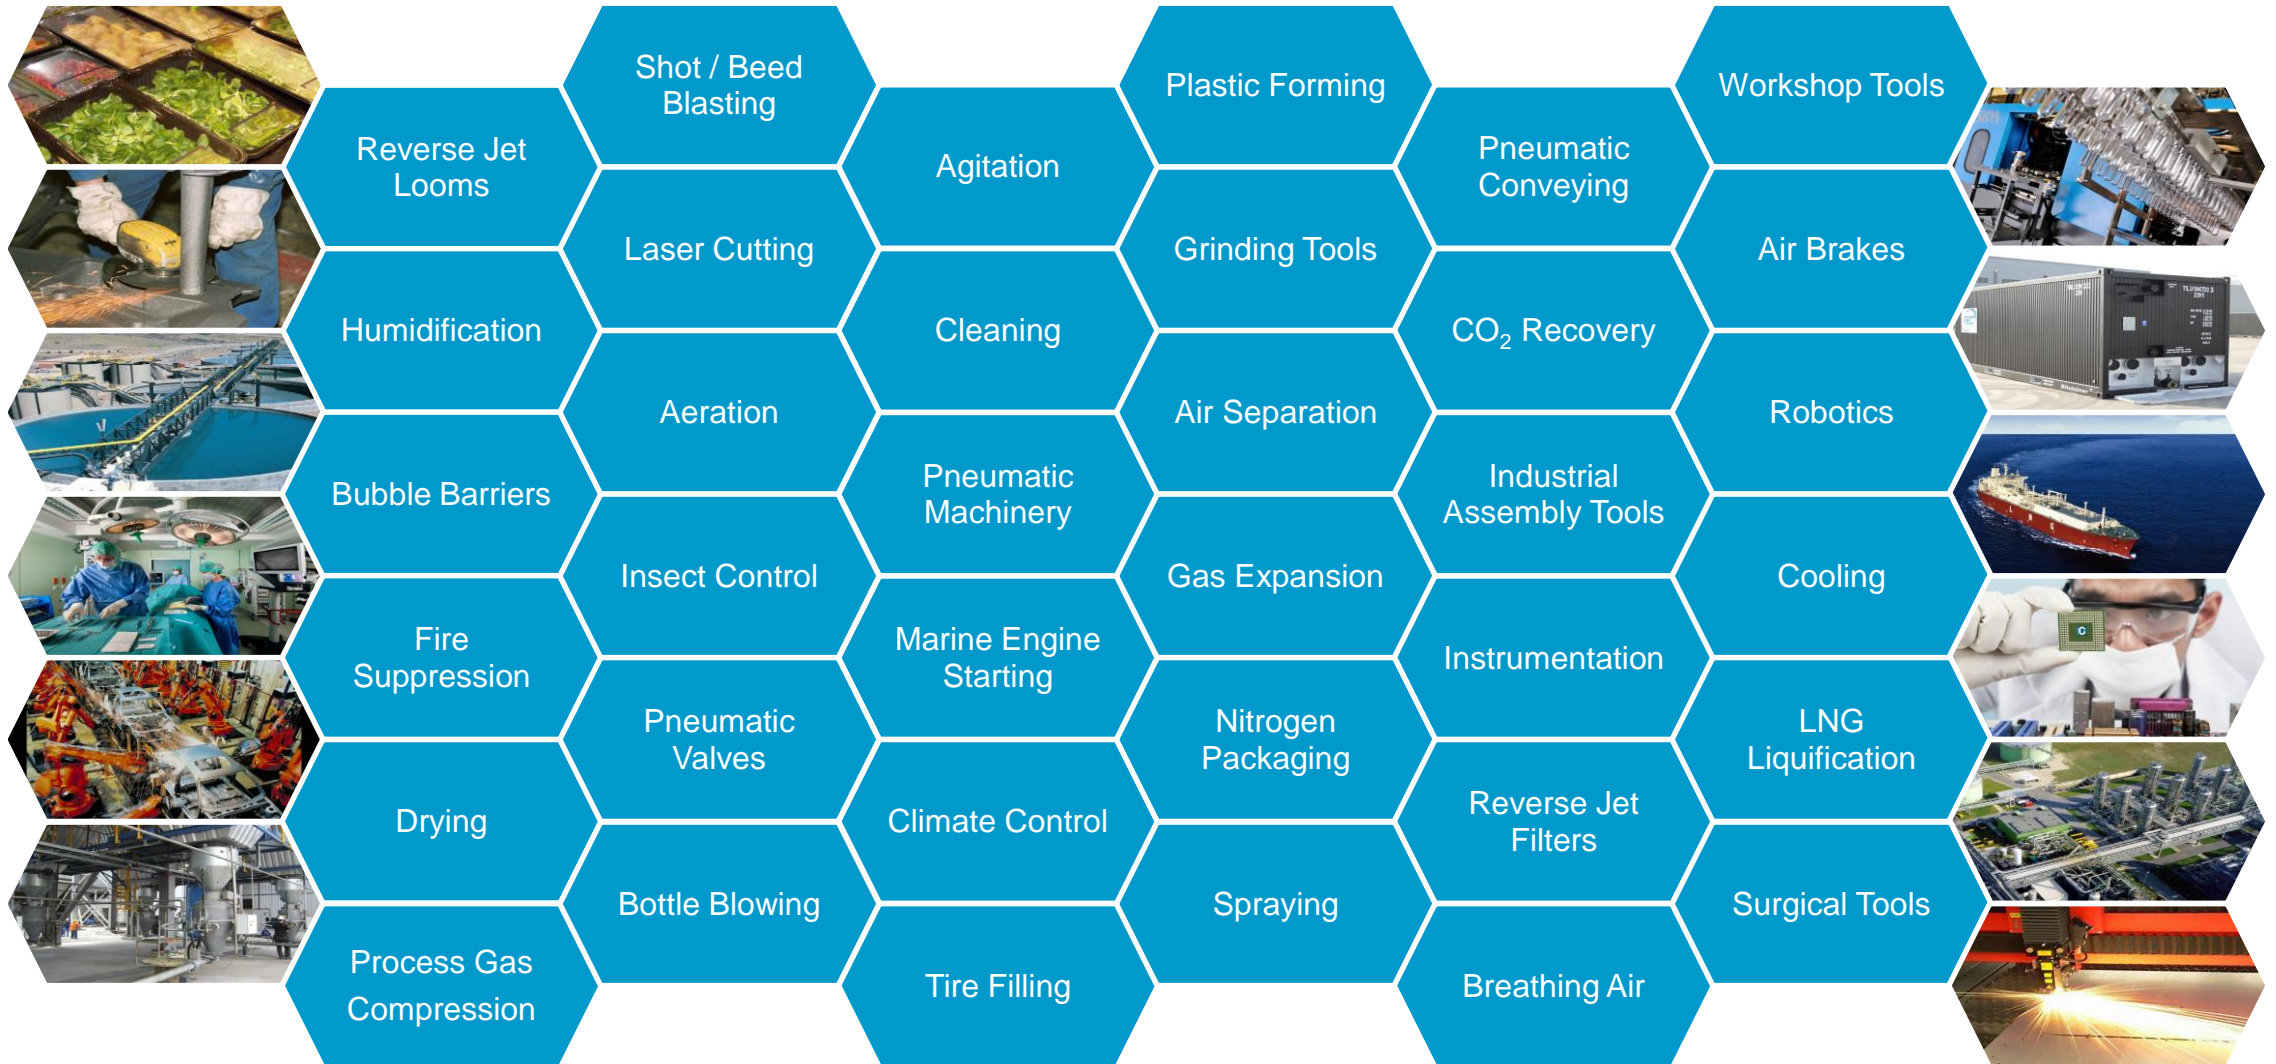 Shot / Beed
Blasting
Plastic Forming
Workshop Tools
Reverse Jet
Looms
Agitation
Pneumatic
Conveying
Laser Cutting
Grinding Tools
Air Brakes
Humidification
Cleaning
CO₂ Recovery
Aeration
Air Separation
Robotics
Bubble Barriers
Pneumatic
Machinery
Industrial
Assembly Tools
Insect Control
Gas Expansion
Cooling
Fire
Suppression
Marine Engine
Starting
Instrumentation
Pneumatic
Valves
Nitrogen
Packaging
LNG
Liquification
Drying
Climate Control
Reverse Jet
Filters
Bottle Blowing
Spraying
Surgical Tools
Process Gas
Compression
Tire Filling
Breathing Air
L N G